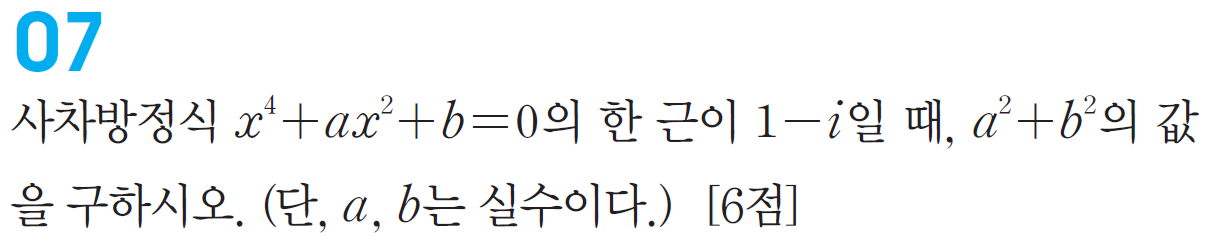 07
사차방정식 x⁴+ax²+b=0의 한 근이 1-i일 때, a²+b²의 값
을 구하시오. (단, a, b는 실수이다.) [6점]